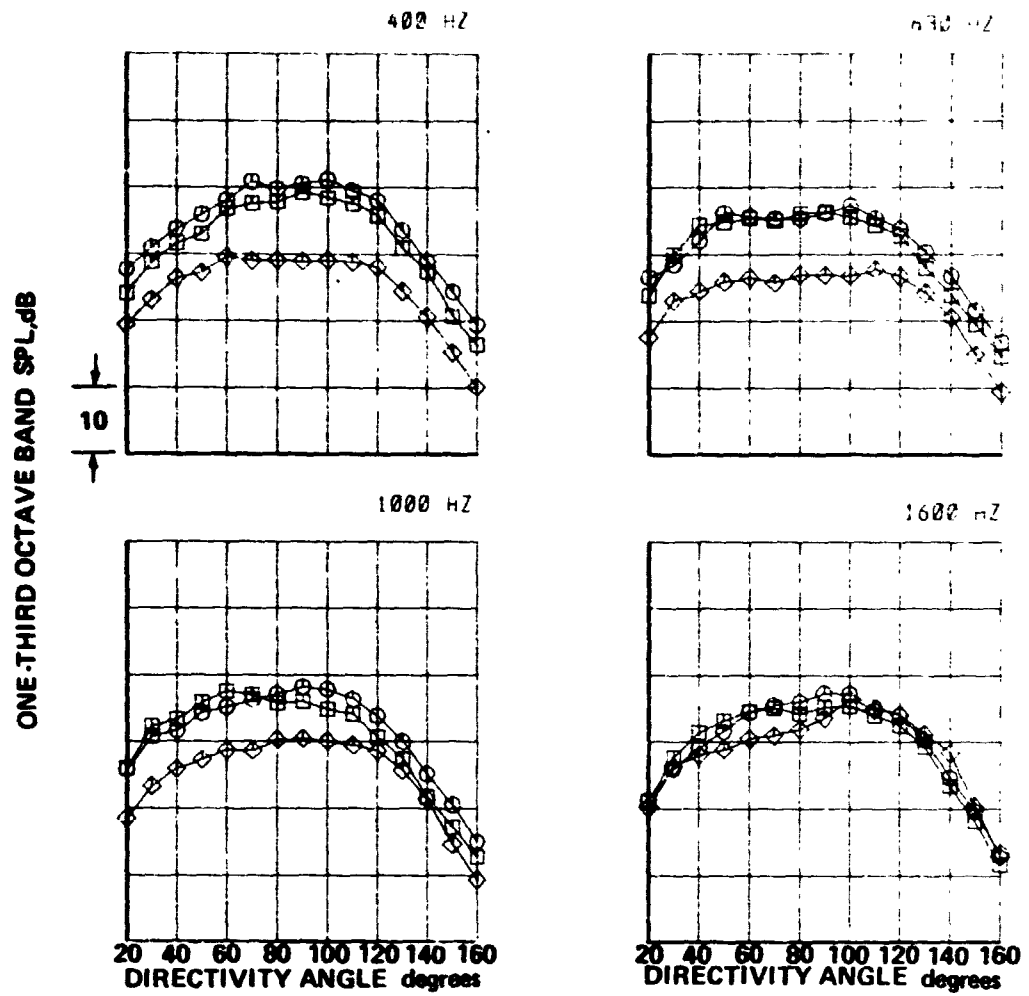 400 HZ
ONE-THIRD OCTAVE BAND SPL,dB
10
1000 HZ
1600 HZ
20 40 60 80 100 120 140 160
DIRECTIVITY ANGLE degrees
20 40 60 80 100 120 140 160
DIRECTIVITY ANGLE degrees